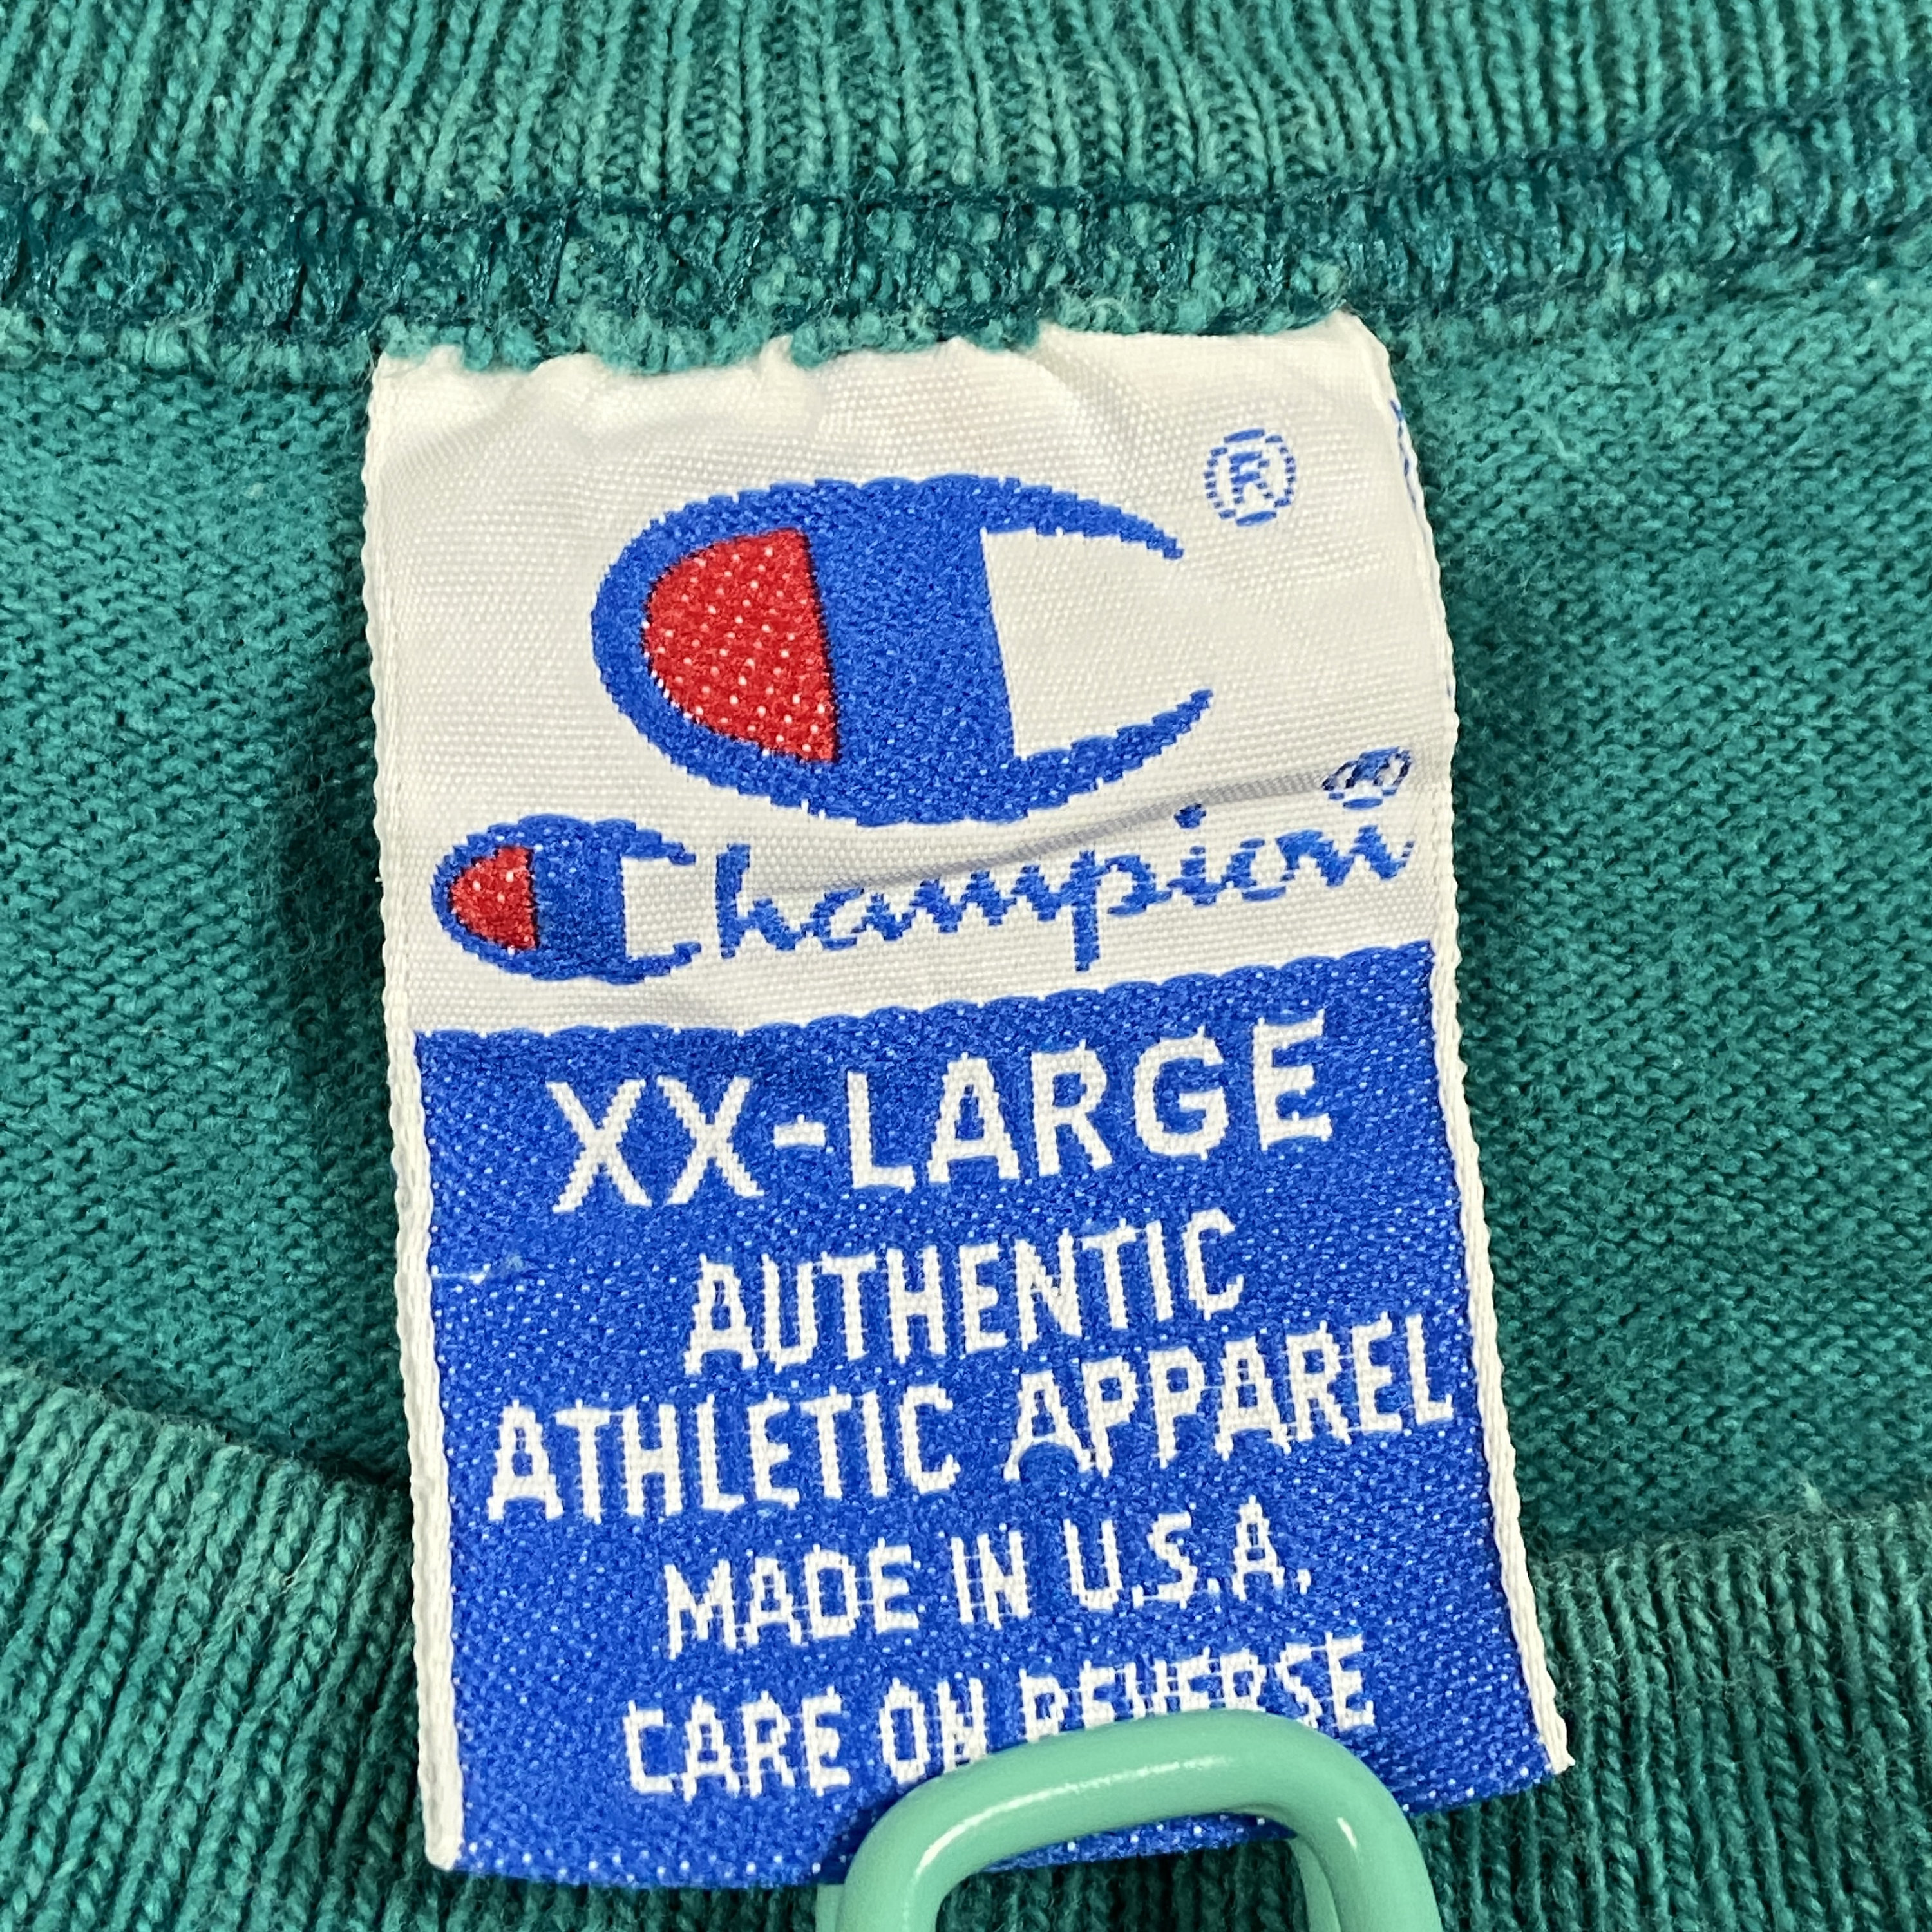 ®
Champion®
XX-LARGE
AUTHENTIC
ATHLETIC APPAREL
MADE IN U.S.A.
CARE ON REVERSE